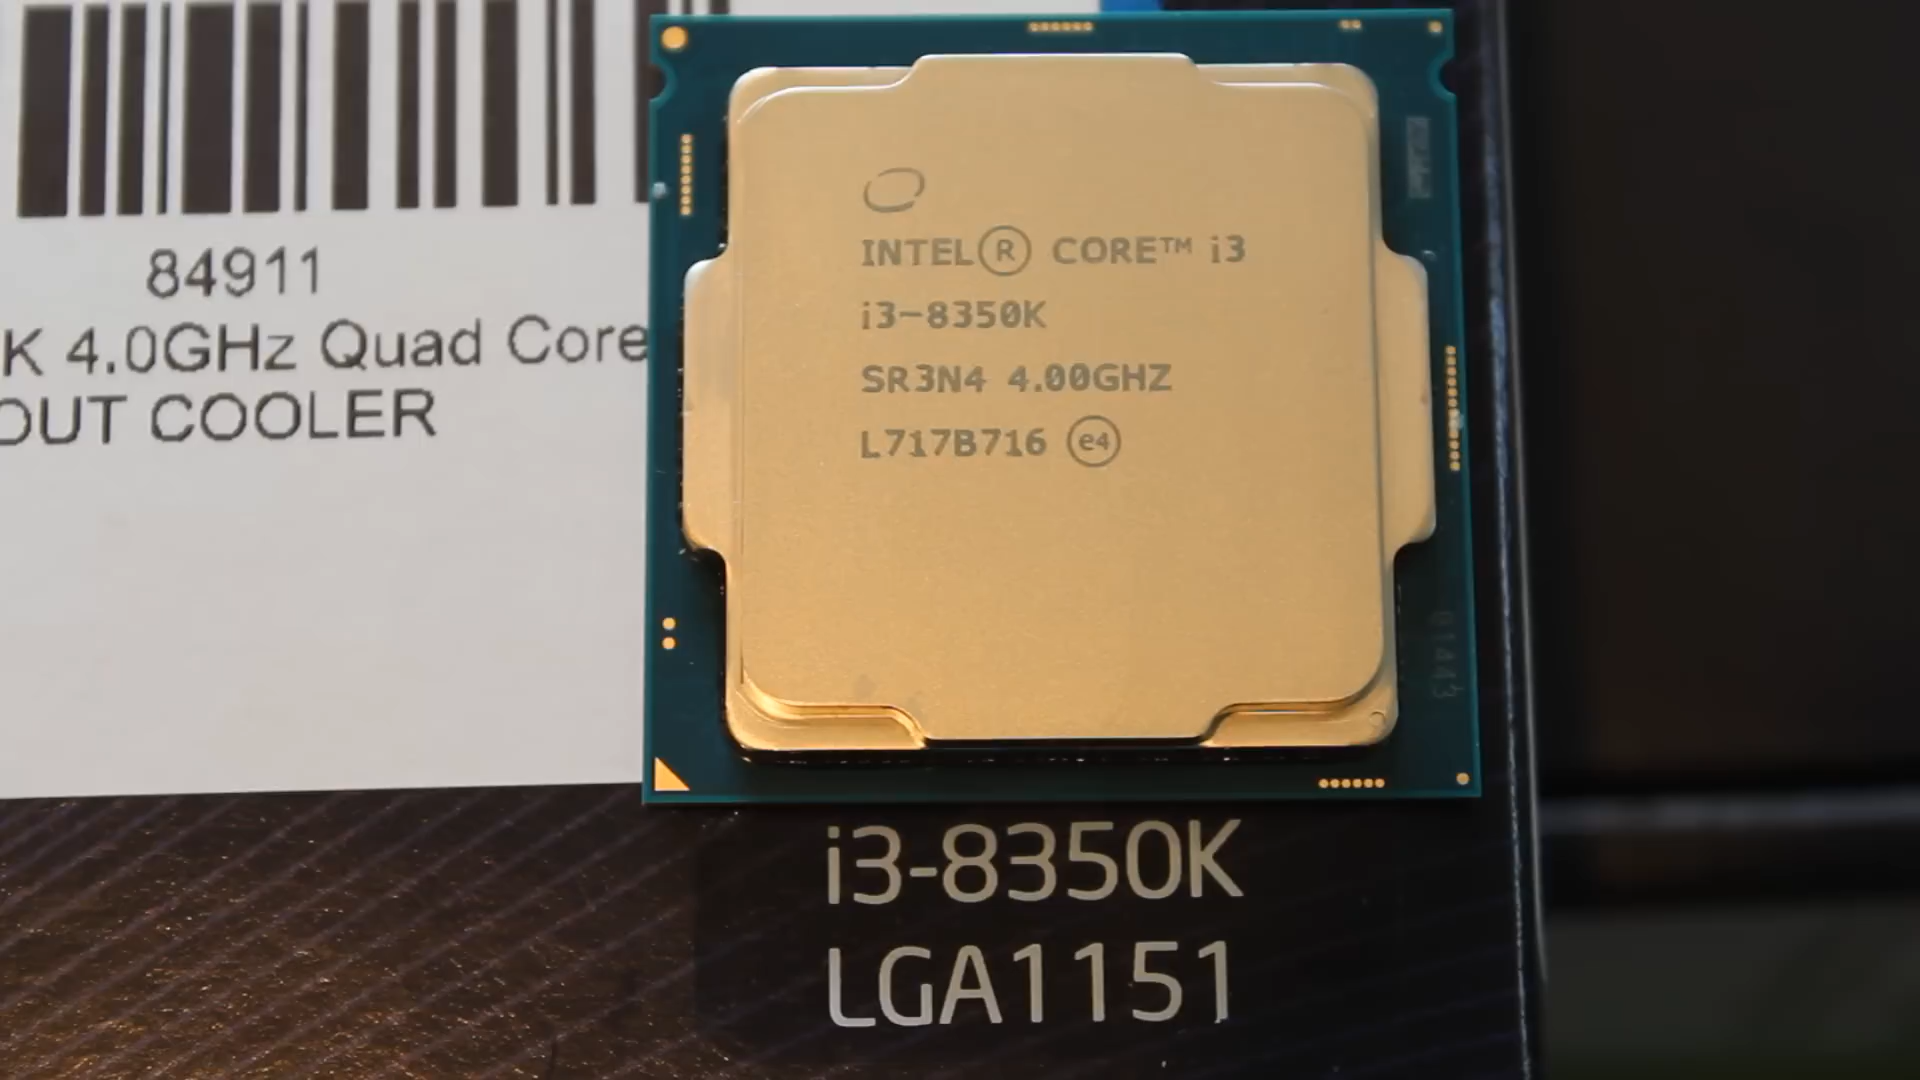 84911
K 4.0GHz Quad Core
OUT COOLER
INTEL® CORE™ i3
i3-8350K
SR3N4 4.00GHZ
L717B716 e4
i3-8350K
LGA1151